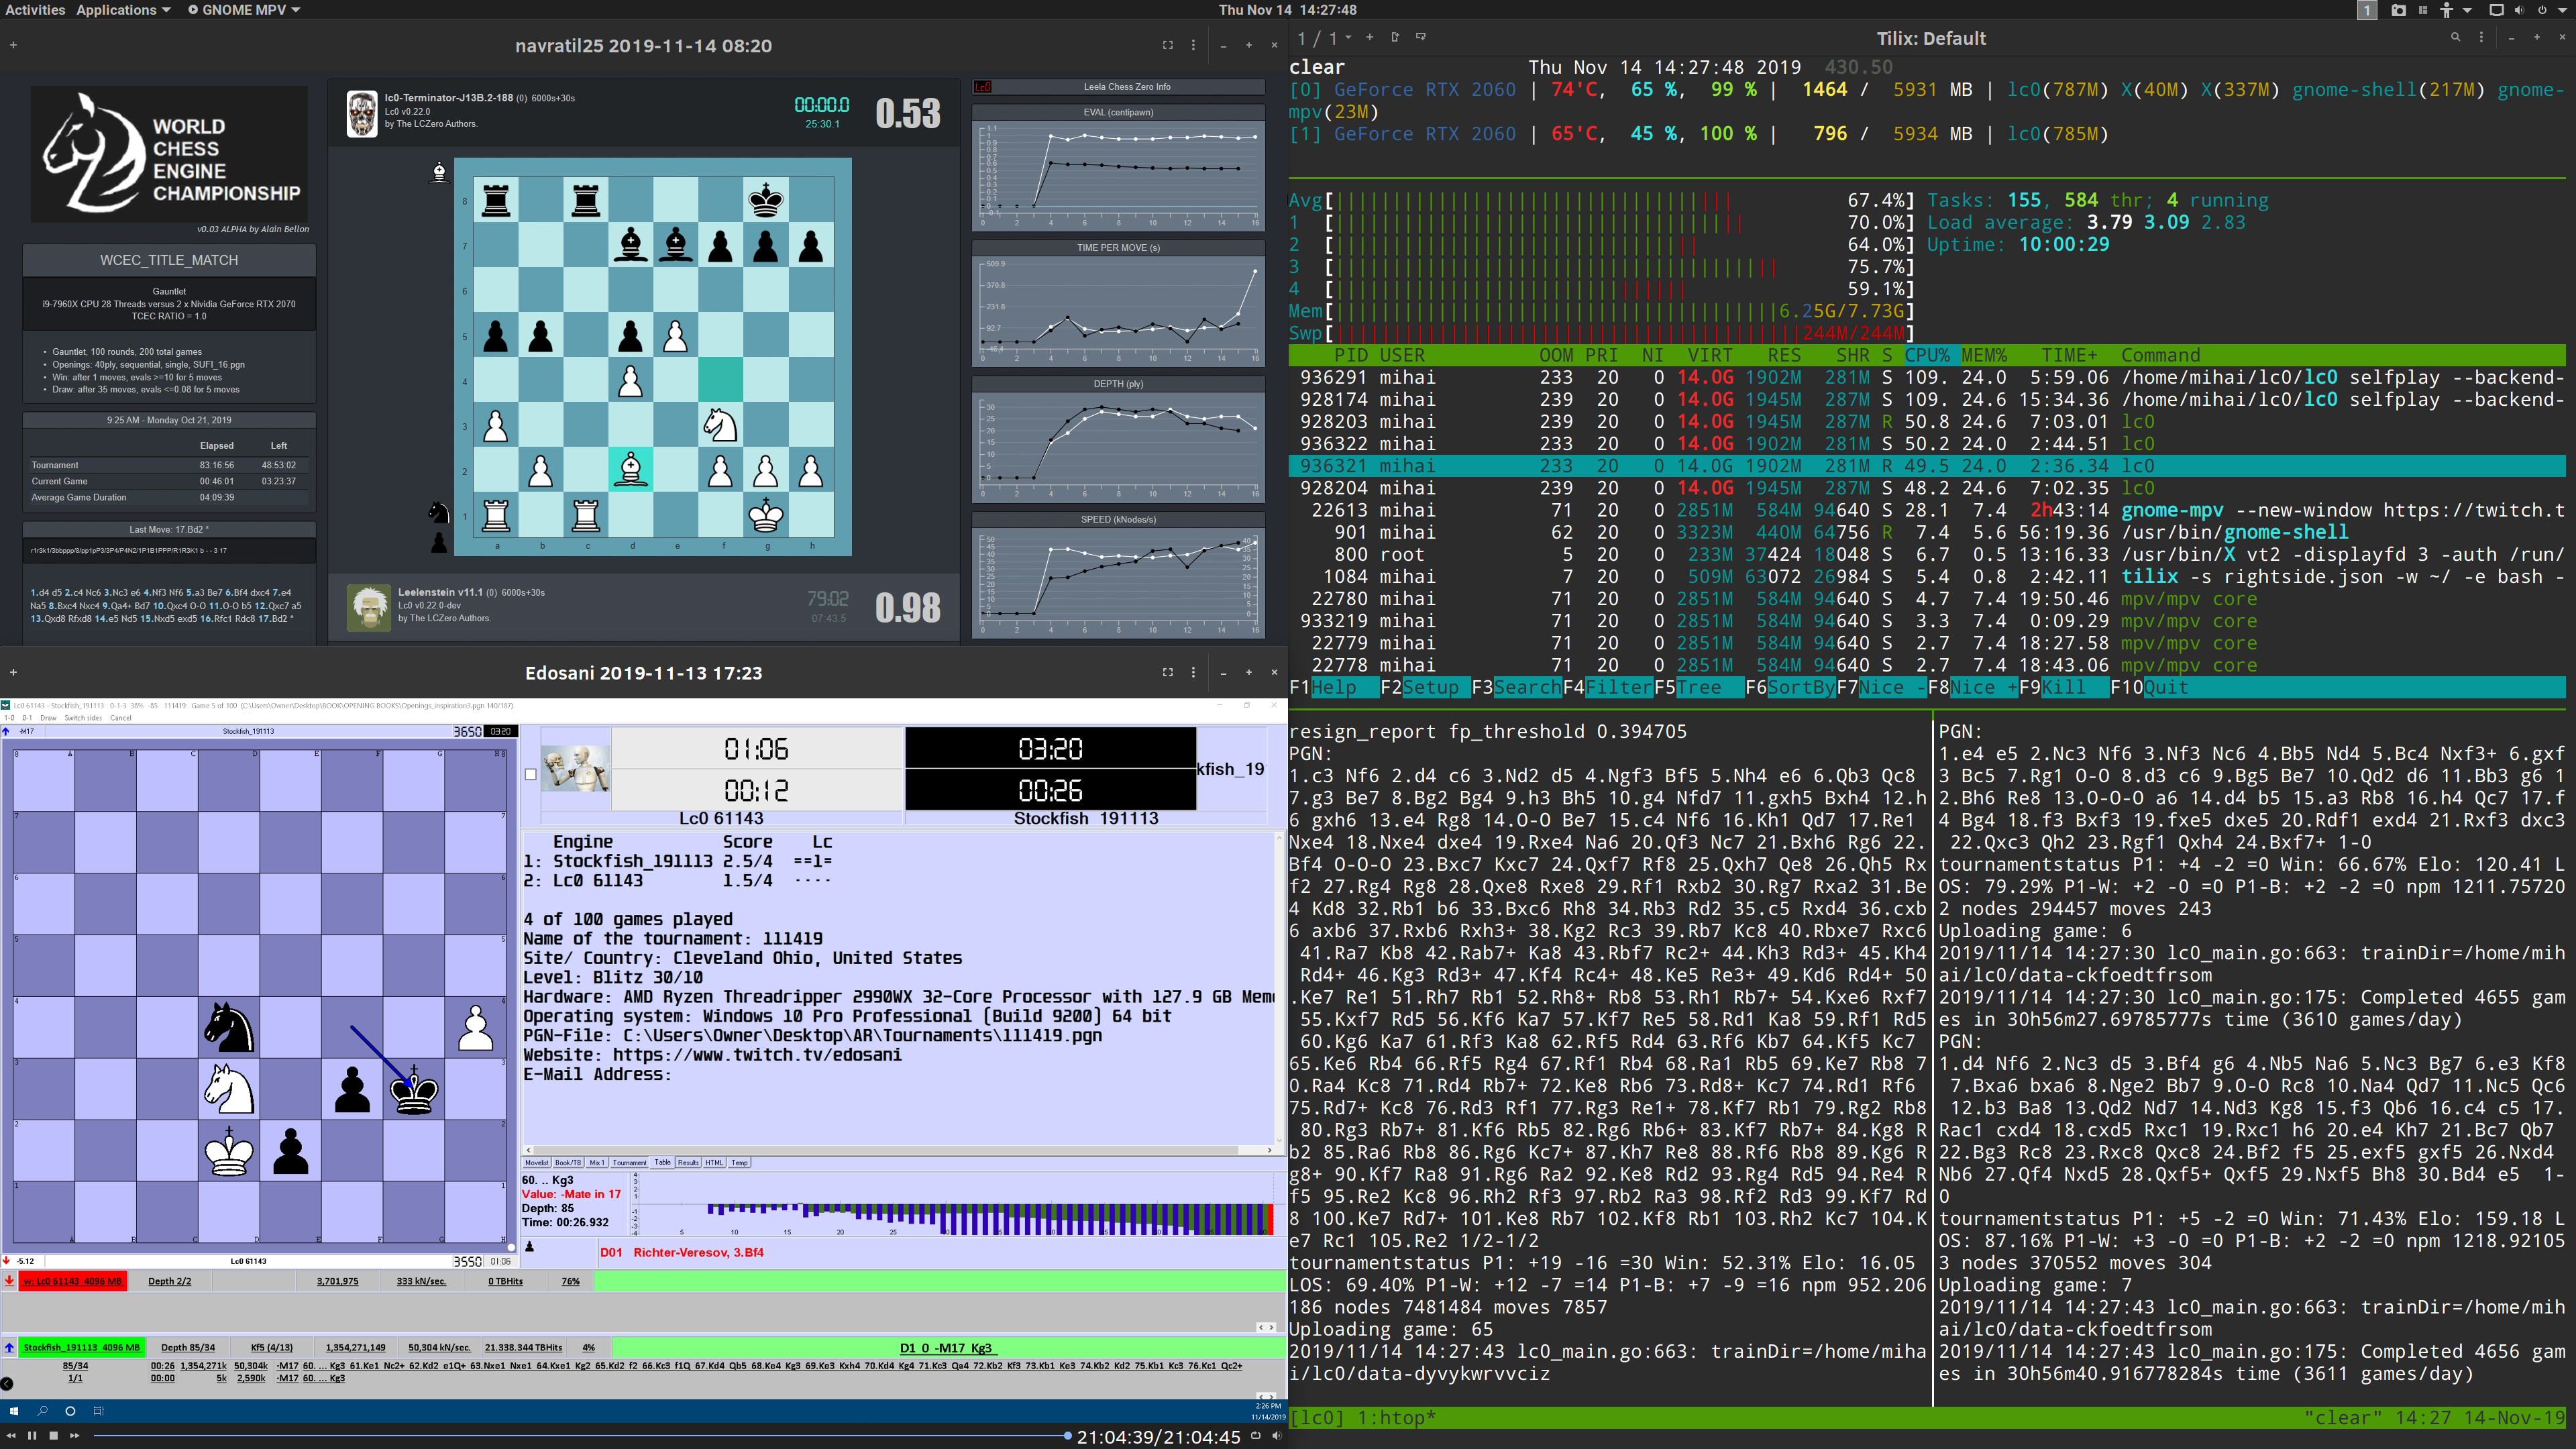 Activities Applications GNOME MPV
Thu Nov 14 14:27:48
1
navratil25 2019-11-14 08:20
WORLD
CHESS
ENGINE
CHAMPIONSHIP
v0.03 ALPHA by Alain Bellon
WCEC_TITLE_MATCH
Gauntlet
i9-7960X CPU 28 Threads versus 2 x Nividia GeForce RTX 2070
TCEC RATIO = 1.0
• Gauntlet, 100 rounds, 200 total games
• Openings: 40ply, sequential, single, SUFI_16.pgn
• Win: after 1 moves, evals >=10 for 5 moves
• Draw: after 35 moves, evals <=0.08 for 5 moves
9:25 AM - Monday Oct 21, 2019
Elapsed Left
Tournament 83:16:56 48:53:02
Current Game 00:46:01 03:23:37
Average Game Duration 04:09:39
Last Move: 17.Bd2 *
r1r3k1/3bbppp/8/pp1pP3/3P4/P4N2/1P1B1PPP/R1R3K1 b - - 3 17
1.d4 d5 2.c4 Nc6 3.Nc3 e6 4.Nf3 Nf6 5.a3 Be7 6.Bf4 dxc4 7.e4
Na5 8.Bxc4 Nxc4 9.Qa4+ Bd7 10.Qxc4 O-O 11.O-O b5 12.Qxc7 a5
13.Qxd8 Rfxd8 14.e5 Nd5 15.Nxd5 exd5 16.Rfc1 Rdc8 17.Bd2 *
lc0-Terminator-J13B.2-188 (0) 6000s+30s
Lc0 v0.22.0
by The LCZero Authors.
00:00.0
25:30.1
0.53
8
7
6
5
4
3
2
1
a b c d e f g h
Leelenstein v11.1 (0) 6000s+30s
Lc0 v0.22.0-dev
by The LCZero Authors.
79:02
07:43.5
0.98
Lc0 Leela Chess Zero Info
EVAL (centipawn)
TIME PER MOVE (s)
509.9
370.8
231.8
92.7
DEPTH (ply)
SPEED (kNodes/s)
Edosani 2019-11-13 17:23
Lc0 61143 - Stockfish_191113 0-1-3 38% -85 111419: Game 5 of 100 (C:\Users\Owner\Desktop\BOOK\OPENING BOOKS\Openings_inspiration3.pgn 140/187)
1-0 0-1 Draw Switch sides Cancel
-M17 Stockfish_191113 3650 03:20
01:06 03:20
00:12 00:26
kfish_19
Lc0 61143 Stockfish 191113
Engine Score Lc
1: Stockfish_191113 2.5/4 ==1=
2: Lc0 61143 1.5/4 ····
4 of 100 games played
Name of the tournament: 111419
Site/ Country: Cleveland Ohio, United States
Level: Blitz 30/10
Hardware: AMD Ryzen Threadripper 2990WX 32-Core Processor with 127.9 GB Mem
Operating system: Windows 10 Pro Professional (Build 9200) 64 bit
PGN-File: C:\Users\Owner\Desktop\AR\Tournaments\111419.pgn
Website: https://www.twitch.tv/edosani
E-Mail Address:
Movelist Book/TB Mix 1 Tournament Table Results HTML Temp
60. .. Kg3
Value: -Mate in 17
Depth: 85
Time: 00:26.932
5 10 15 20 25 30 35 40 45 50
D01 Richter-Veresov, 3.Bf4
-5.12 Lc0 61143 3550 01:06
w: Lc0 61143 4096 MB Depth 2/2 3,701,975 333 kN/sec. 0 TBHits 76%
Stockfish_191113 4096 MB Depth 85/34 Kf5 (4/13) 1,354,271,149 50,304 kN/sec. 21.338.344 TBHits 4% D1 0 -M17 Kg3
85/34 00:26 1,354,271k 50,304k -M17 60. ... Kg3 61.Ke1 Nc2+ 62.Kd2 e1Q+ 63.Nxe1 Nxe1 64.Kxe1 Kg2 65.Kd2 f2 66.Kc3 f1Q 67.Kd4 Qb5 68.Ke4 Kg3 69.Ke3 Kxh4 70.Kd4 Kg4 71.Kc3 Qa4 72.Kb2 Kf3 73.Kb1 Ke3 74.Kb2 Kd2 75.Kb1 Kc3 76.Kc1 Qc2+
1/1 00:00 5k 2,590k -M17 60. ... Kg3
2:26 PM
11/14/2019
21:04:39/21:04:45
1 / 1 Tilix: Default
clear Thu Nov 14 14:27:48 2019 430.50
[0] GeForce RTX 2060 | 74'C, 65 %, 99 % | 1464 / 5931 MB | lc0(787M) X(40M) X(337M) gnome-shell(217M) gnome-
mpv(23M)
[1] GeForce RTX 2060 | 65'C, 45 %, 100 % | 796 / 5934 MB | lc0(785M)
Avg[ 67.4%] Tasks: 155, 584 thr; 4 running
1 [ 70.0%] Load average: 3.79 3.09 2.83
2 [ 64.0%] Uptime: 10:00:29
3 [ 75.7%]
4 [ 59.1%]
Mem[ 6.25G/7.73G]
Swp[ 244M/244M]
PID USER OOM PRI NI VIRT RES SHR S CPU% MEM% TIME+ Command
936291 mihai 233 20 0 14.0G 1902M 281M S 109. 24.0 5:59.06 /home/mihai/lc0/lc0 selfplay --backend-
928174 mihai 239 20 0 14.0G 1945M 287M S 109. 24.6 15:34.36 /home/mihai/lc0/lc0 selfplay --backend-
928203 mihai 239 20 0 14.0G 1945M 287M R 50.8 24.6 7:03.01 lc0
936322 mihai 233 20 0 14.0G 1902M 281M S 50.2 24.0 2:44.51 lc0
936321 mihai 233 20 0 14.0G 1902M 281M R 49.5 24.0 2:36.34 lc0
928204 mihai 239 20 0 14.0G 1945M 287M S 48.2 24.6 7:02.35 lc0
22613 mihai 71 20 0 2851M 584M 94640 S 28.1 7.4 2h43:14 gnome-mpv --new-window https://twitch.t
901 mihai 62 20 0 3323M 440M 64756 R 7.4 5.6 56:19.36 /usr/bin/gnome-shell
800 root 5 20 0 233M 37424 18048 S 6.7 0.5 13:16.33 /usr/bin/X vt2 -displayfd 3 -auth /run/
1084 mihai 7 20 0 509M 63072 26984 S 5.4 0.8 2:42.11 tilix -s rightside.json -w ~/ -e bash -
22780 mihai 71 20 0 2851M 584M 94640 S 4.7 7.4 19:50.46 mpv/mpv core
933219 mihai 71 20 0 2851M 584M 94640 S 3.3 7.4 0:09.29 mpv/mpv core
22779 mihai 71 20 0 2851M 584M 94640 S 2.7 7.4 18:27.58 mpv/mpv core
22778 mihai 71 20 0 2851M 584M 94640 S 2.7 7.4 18:43.06 mpv/mpv core
F1Help F2Setup F3SearchF4FilterF5Tree F6SortByF7Nice -F8Nice +F9Kill F10Quit
resign_report fp_threshold 0.394705
PGN:
1.c3 Nf6 2.d4 c6 3.Nd2 d5 4.Ngf3 Bf5 5.Nh4 e6 6.Qb3 Qc8
7.g3 Be7 8.Bg2 Bg4 9.h3 Bh5 10.g4 Nfd7 11.gxh5 Bxh4 12.h
6 gxh6 13.e4 Rg8 14.O-O Be7 15.c4 Nf6 16.Kh1 Qd7 17.Re1
Nxe4 18.Nxe4 dxe4 19.Rxe4 Na6 20.Qf3 Nc7 21.Bxh6 Rg6 22.
Bf4 O-O-O 23.Bxc7 Kxc7 24.Qxf7 Rf8 25.Qxh7 Qe8 26.Qh5 Rx
f2 27.Rg4 Rg8 28.Qxe8 Rxe8 29.Rf1 Rxb2 30.Rg7 Rxa2 31.Be
4 Kd8 32.Rb1 b6 33.Bxc6 Rh8 34.Rb3 Rd2 35.c5 Rxd4 36.cxb
6 axb6 37.Rxb6 Rxh3+ 38.Kg2 Rc3 39.Rb7 Kc8 40.Rbxe7 Rxc6
41.Ra7 Kb8 42.Rab7+ Ka8 43.Rbf7 Rc2+ 44.Kh3 Rd3+ 45.Kh4
Rd4+ 46.Kg3 Rd3+ 47.Kf4 Rc4+ 48.Ke5 Re3+ 49.Kd6 Rd4+ 50
.Ke7 Re1 51.Rh7 Rb1 52.Rh8+ Rb8 53.Rh1 Rb7+ 54.Kxe6 Rxf7
55.Kxf7 Rd5 56.Kf6 Ka7 57.Kf7 Re5 58.Rd1 Ka8 59.Rf1 Rd5
60.Kg6 Ka7 61.Rf3 Ka8 62.Rf5 Rd4 63.Rf6 Kb7 64.Kf5 Kc7
65.Ke6 Rb4 66.Rf5 Rg4 67.Rf1 Rb4 68.Ra1 Rb5 69.Ke7 Rb8 7
0.Ra4 Kc8 71.Rd4 Rb7+ 72.Ke8 Rb6 73.Rd8+ Kc7 74.Rd1 Rf6
75.Rd7+ Kc8 76.Rd3 Rf1 77.Rg3 Re1+ 78.Kf7 Rb1 79.Rg2 Rb8
80.Rg3 Rb7+ 81.Kf6 Rb5 82.Rg6 Rb6+ 83.Kf7 Rb7+ 84.Kg8 R
b2 85.Ra6 Rb8 86.Rg6 Kc7+ 87.Kh7 Re8 88.Rf6 Rb8 89.Kg6 R
g8+ 90.Kf7 Ra8 91.Rg6 Ra2 92.Ke8 Rd2 93.Rg4 Rd5 94.Re4 R
f5 95.Re2 Kc8 96.Rh2 Rf3 97.Rb2 Ra3 98.Rf2 Rd3 99.Kf7 Rd
8 100.Ke7 Rd7+ 101.Ke8 Rb7 102.Kf8 Rb1 103.Rh2 Kc7 104.K
e7 Rc1 105.Re2 1/2-1/2
tournamentstatus P1: +19 -16 =30 Win: 52.31% Elo: 16.05
LOS: 69.40% P1-W: +12 -7 =14 P1-B: +7 -9 =16 npm 952.206
186 nodes 7481484 moves 7857
Uploading game: 65
2019/11/14 14:27:43 lc0_main.go:663: trainDir=/home/miha
i/lc0/data-dyvykwrvvciz
PGN:
1.e4 e5 2.Nc3 Nf6 3.Nf3 Nc6 4.Bb5 Nd4 5.Bc4 Nxf3+ 6.gxf
3 Bc5 7.Rg1 O-O 8.d3 c6 9.Bg5 Be7 10.Qd2 d6 11.Bb3 g6 1
2.Bh6 Re8 13.O-O-O a6 14.d4 b5 15.a3 Rb8 16.h4 Qc7 17.f
4 Bg4 18.f3 Bxf3 19.fxe5 dxe5 20.Rdf1 exd4 21.Rxf3 dxc3
22.Qxc3 Qh2 23.Rgf1 Qxh4 24.Bxf7+ 1-0
tournamentstatus P1: +4 -2 =0 Win: 66.67% Elo: 120.41 L
OS: 79.29% P1-W: +2 -0 =0 P1-B: +2 -2 =0 npm 1211.75720
2 nodes 294457 moves 243
Uploading game: 6
2019/11/14 14:27:30 lc0_main.go:663: trainDir=/home/mih
ai/lc0/data-ckfoedtfrsom
2019/11/14 14:27:30 lc0_main.go:175: Completed 4655 gam
es in 30h56m27.69785777s time (3610 games/day)
PGN:
1.d4 Nf6 2.Nc3 d5 3.Bf4 g6 4.Nb5 Na6 5.Nc3 Bg7 6.e3 Kf8
7.Bxa6 bxa6 8.Nge2 Bb7 9.O-O Rc8 10.Na4 Qd7 11.Nc5 Qc6
12.b3 Ba8 13.Qd2 Nd7 14.Nd3 Kg8 15.f3 Qb6 16.c4 c5 17.
Rac1 cxd4 18.cxd5 Rxc1 19.Rxc1 h6 20.e4 Kh7 21.Bc7 Qb7
22.Bg3 Rc8 23.Rxc8 Qxc8 24.Bf2 f5 25.exf5 gxf5 26.Nxd4
Nb6 27.Qf4 Nxd5 28.Qxf5+ Qxf5 29.Nxf5 Bh8 30.Bd4 e5 1-
0
tournamentstatus P1: +5 -2 =0 Win: 71.43% Elo: 159.18 L
OS: 87.16% P1-W: +3 -0 =0 P1-B: +2 -2 =0 npm 1218.92105
3 nodes 370552 moves 304
Uploading game: 7
2019/11/14 14:27:43 lc0_main.go:663: trainDir=/home/mih
ai/lc0/data-ckfoedtfrsom
2019/11/14 14:27:43 lc0_main.go:175: Completed 4656 gam
es in 30h56m40.916778284s time (3611 games/day)
[lc0] 1:htop* "clear" 14:27 14-Nov-19